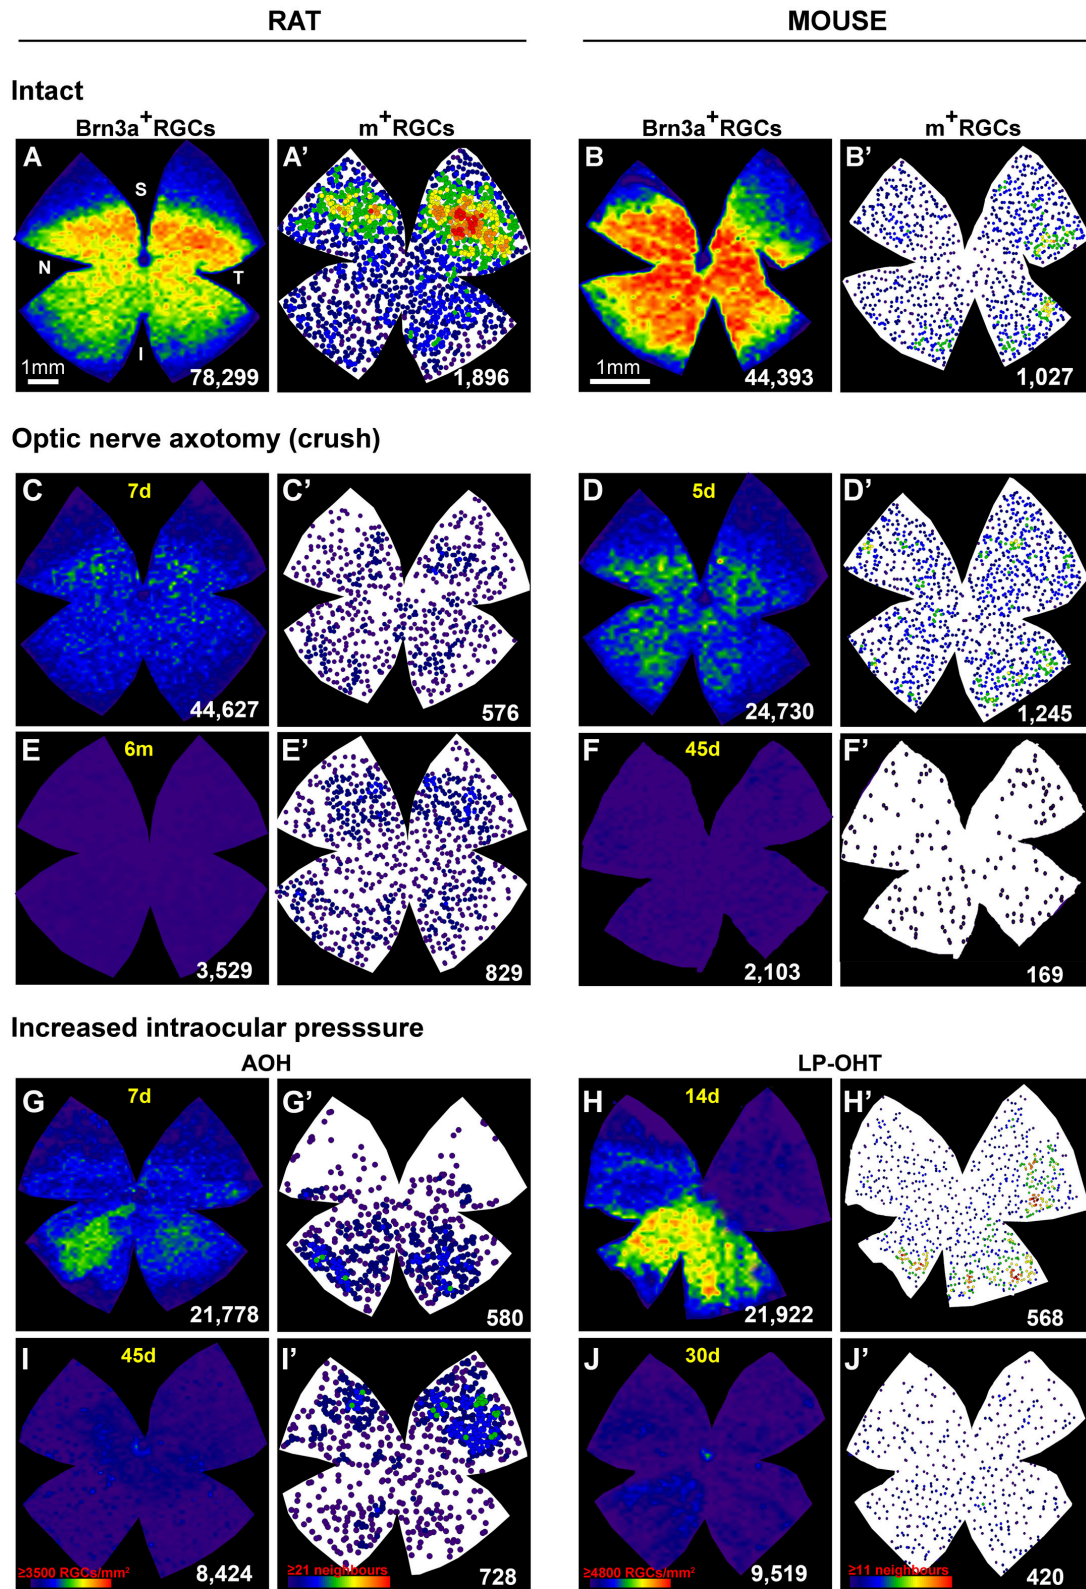 RAT MOUSE
Intact
Brn3a+RGCs m+RGCs Brn3a+RGCs m+RGCs
A A' B B'
S
N T
I
1mm 78,299 1,896 1mm 44,393 1,027
Optic nerve axotomy (crush)
C 7d C' D 5d D'
44,627 576 24,730 1,245
E 6m E' F 45d F'
3,529 829 2,103 169
Increased intraocular presssure
AOH LP-OHT
G 7d G' H 14d H'
21,778 580 21,922 568
I 45d I' J 30d J'
≥3500 RGCs/mm² ≥21 neighbours ≥4800 RGCs/mm² ≥11 neighbours
8,424 728 9,519 420